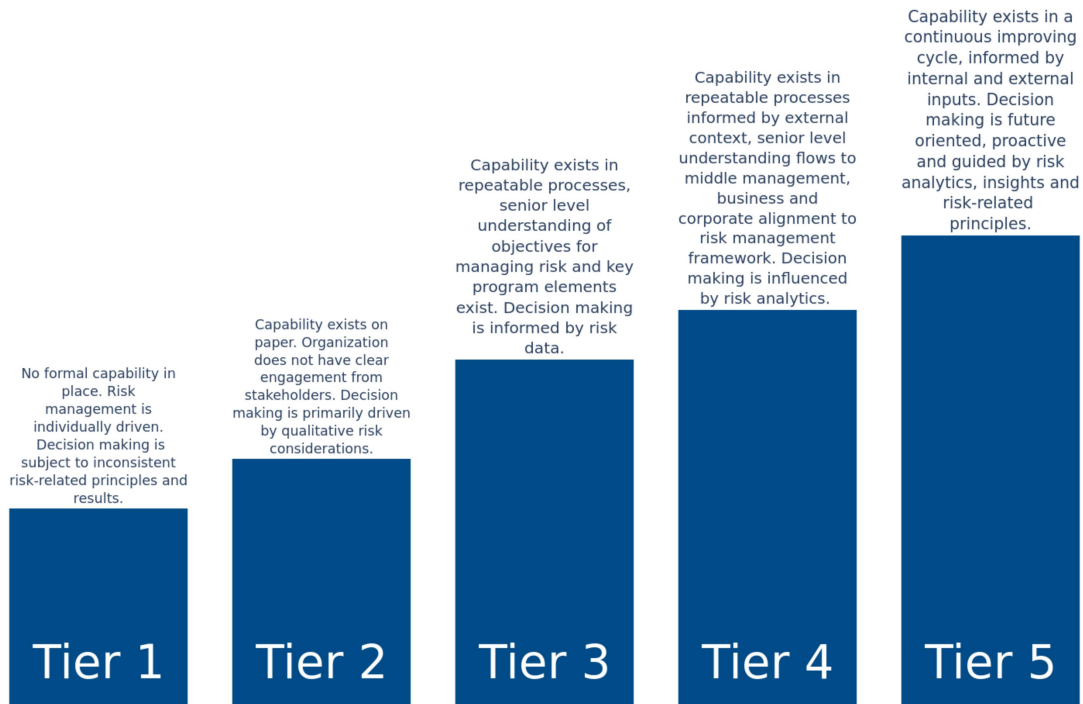 No formal capability in
place. Risk
management is
individually driven.
Decision making is
subject to inconsistent
risk-related principles and
results.
Tier 1
Capability exists on
paper. Organization
does not have clear
engagement from
stakeholders. Decision
making is primarily driven
by qualitative risk
considerations.
Tier 2
Capability exists in
repeatable processes,
senior level
understanding of
objectives for
managing risk and key
program elements
exist. Decision making
is informed by risk
data.
Tier 3
Capability exists in
repeatable processes
informed by external
context, senior level
understanding flows to
middle management,
business and
corporate alignment to
risk management
framework. Decision
making is influenced
by risk analytics.
Tier 4
Capability exists in a
continuous improving
cycle, informed by
internal and external
inputs. Decision
making is future
oriented, proactive
and guided by risk
analytics, insights and
risk-related
principles.
Tier 5